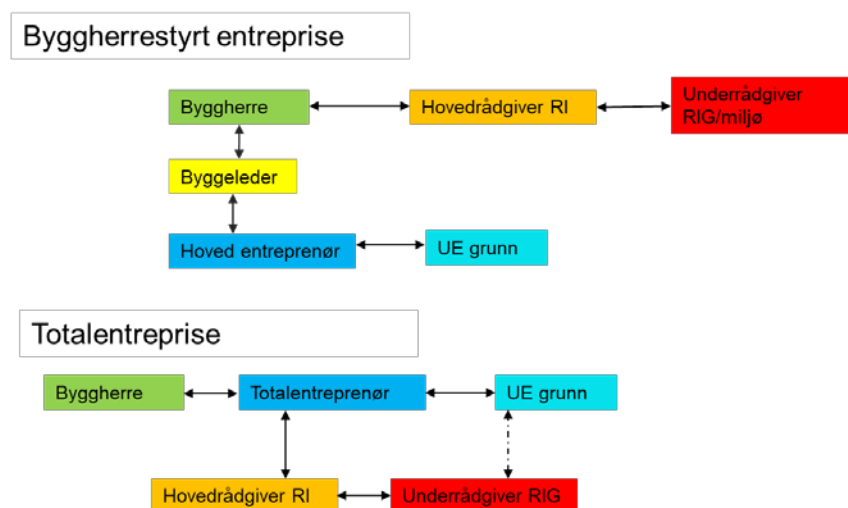 Byggherrestyrt entreprise
Byggherre
Hovedrådgiver RI
Underrådgiver
RIG/miljø
Byggeleder
Hoved entreprenør
UE grunn
Totalentreprise
Byggherre
Totalentreprenør
UE grunn
Hovedrådgiver RI
Underrådgiver RIG